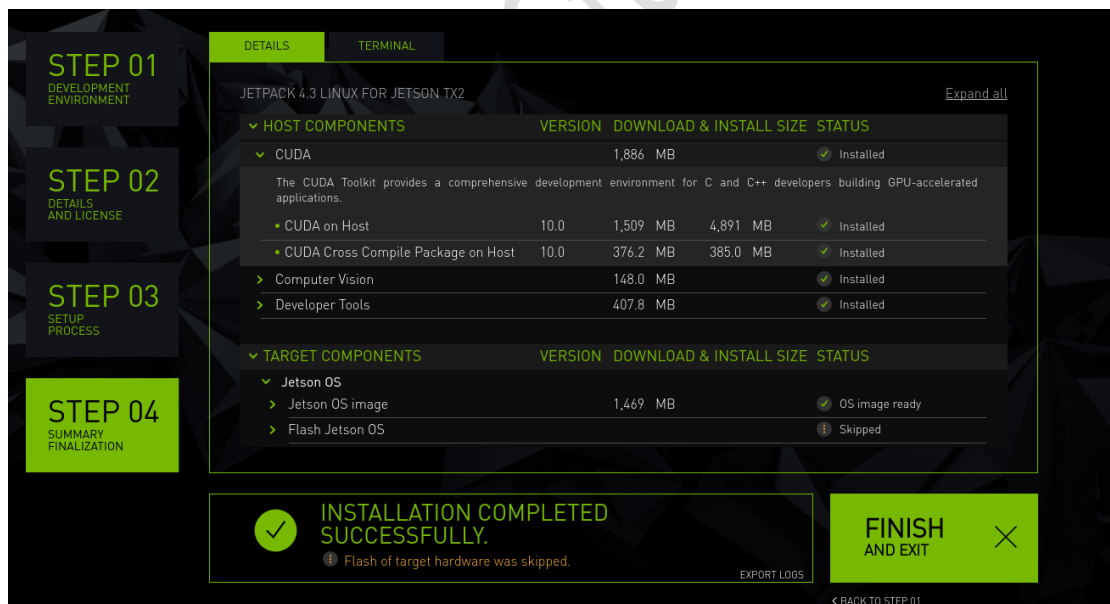 STEP 01
DEVELOPMENT
ENVIRONMENT
STEP 02
DETAILS
AND LICENSE
STEP 03
SETUP
PROCESS
STEP 04
SUMMARY
FINALIZATION
DETAILS TERMINAL
JETPACK 4.3 LINUX FOR JETSON TX2 Expand all
HOST COMPONENTS VERSION DOWNLOAD & INSTALL SIZE STATUS
CUDA 1,886 MB Installed
The CUDA Toolkit provides a comprehensive development environment for C and C++ developers building GPU-accelerated
applications.
• CUDA on Host 10.0 1,509 MB 4,891 MB Installed
• CUDA Cross Compile Package on Host 10.0 376.2 MB 385.0 MB Installed
Computer Vision 148.0 MB Installed
Developer Tools 407.8 MB Installed
TARGET COMPONENTS VERSION DOWNLOAD & INSTALL SIZE STATUS
Jetson OS
Jetson OS image 1,469 MB OS image ready
Flash Jetson OS Skipped
INSTALLATION COMPLETED
SUCCESSFULLY.
Flash of target hardware was skipped.
EXPORT LOGS
FINISH
AND EXIT
< BACK TO STEP 01